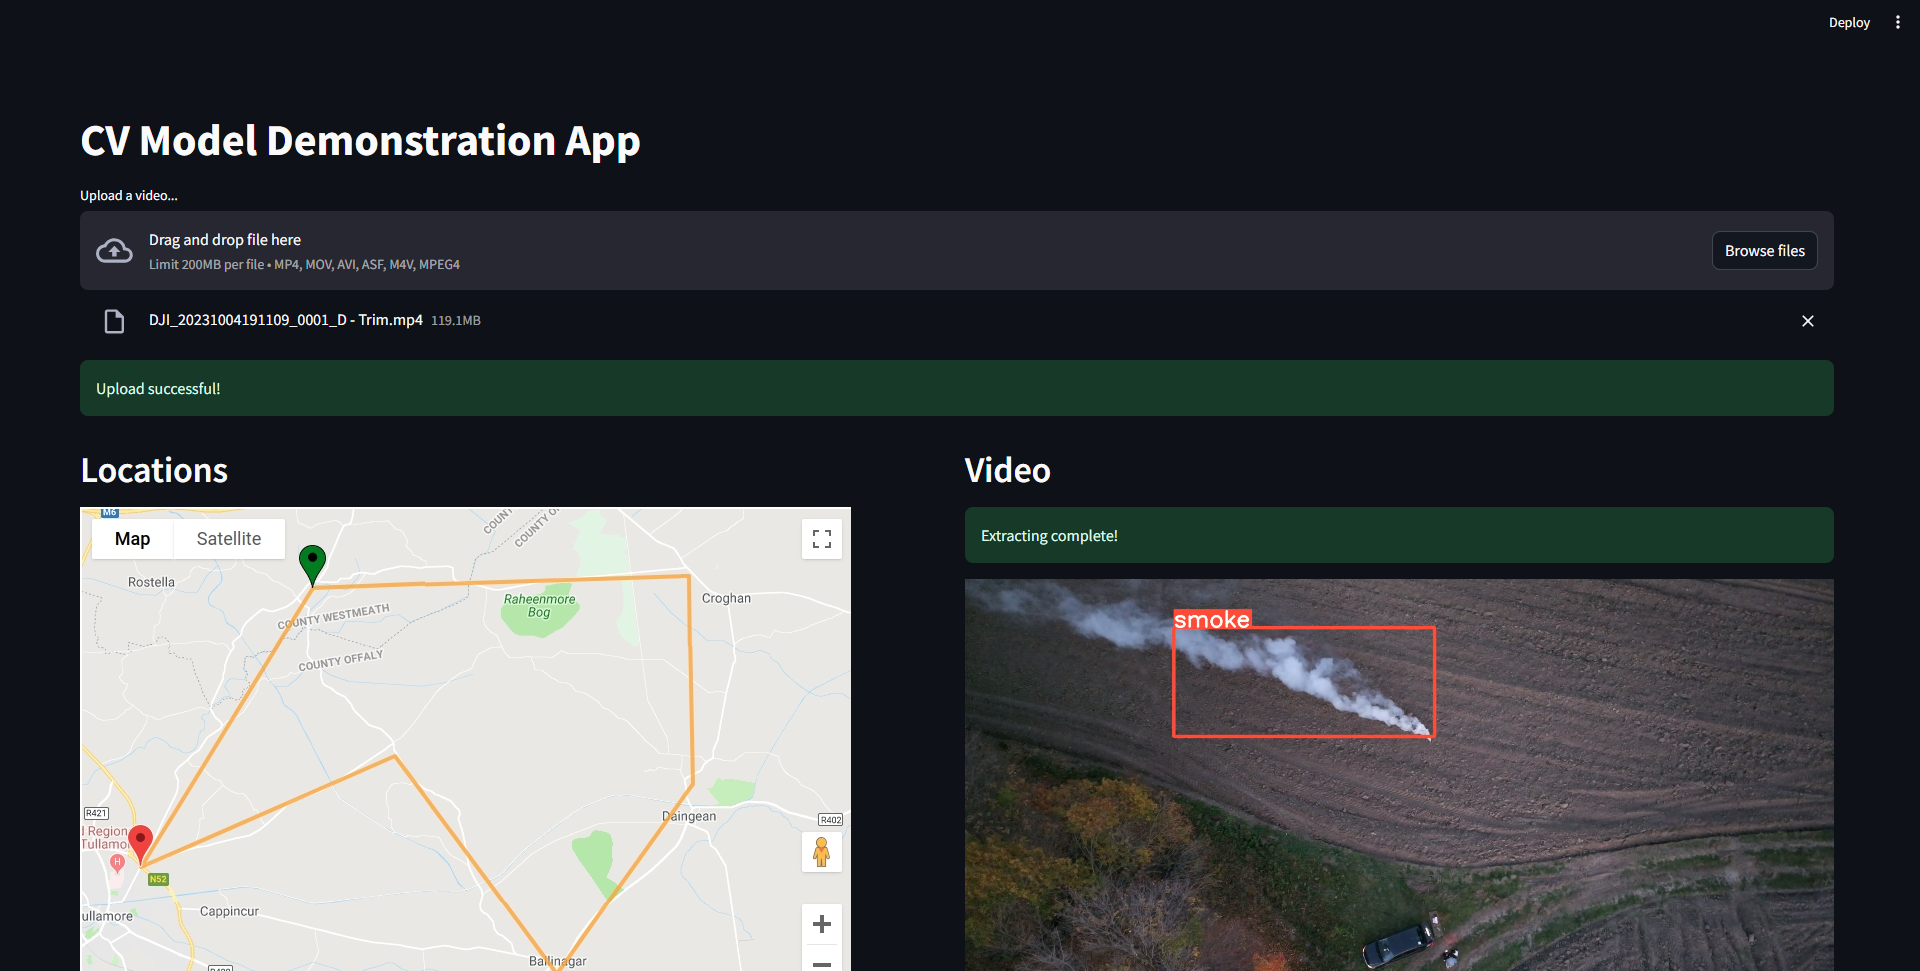 Deploy
CV Model Demonstration App
Upload a video...
Drag and drop file here
Limit 200MB per file • MP4, MOV, AVI, ASF, M4V, MPEG4
Browse files
DJI_20231004191109_0001_D - Trim.mp4 119.1MB
Upload successful!
Locations
M6
Map
Satellite
COUNTY O
Rostella
COUNTY WESTMEATH
COUNTY OFFALY
Raheenmore
Bog
Croghan
R421
l Region
Tullamo
H
N52
Daingean
R402
Cappincur
ullamore
Ballinagar
Video
Extracting complete!
smoke